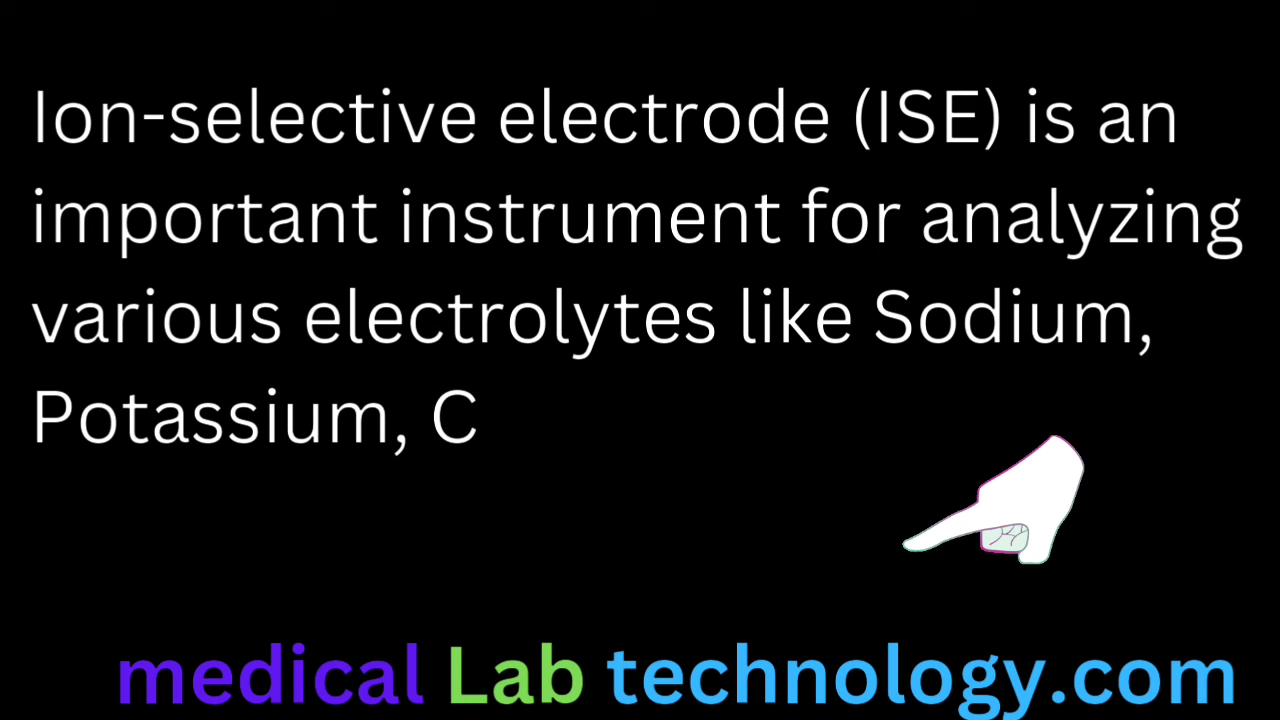 Ion-selective electrode (ISE) is an
important instrument for analyzing
various electrolytes like Sodium,
Potassium, C
medical Lab technology.com